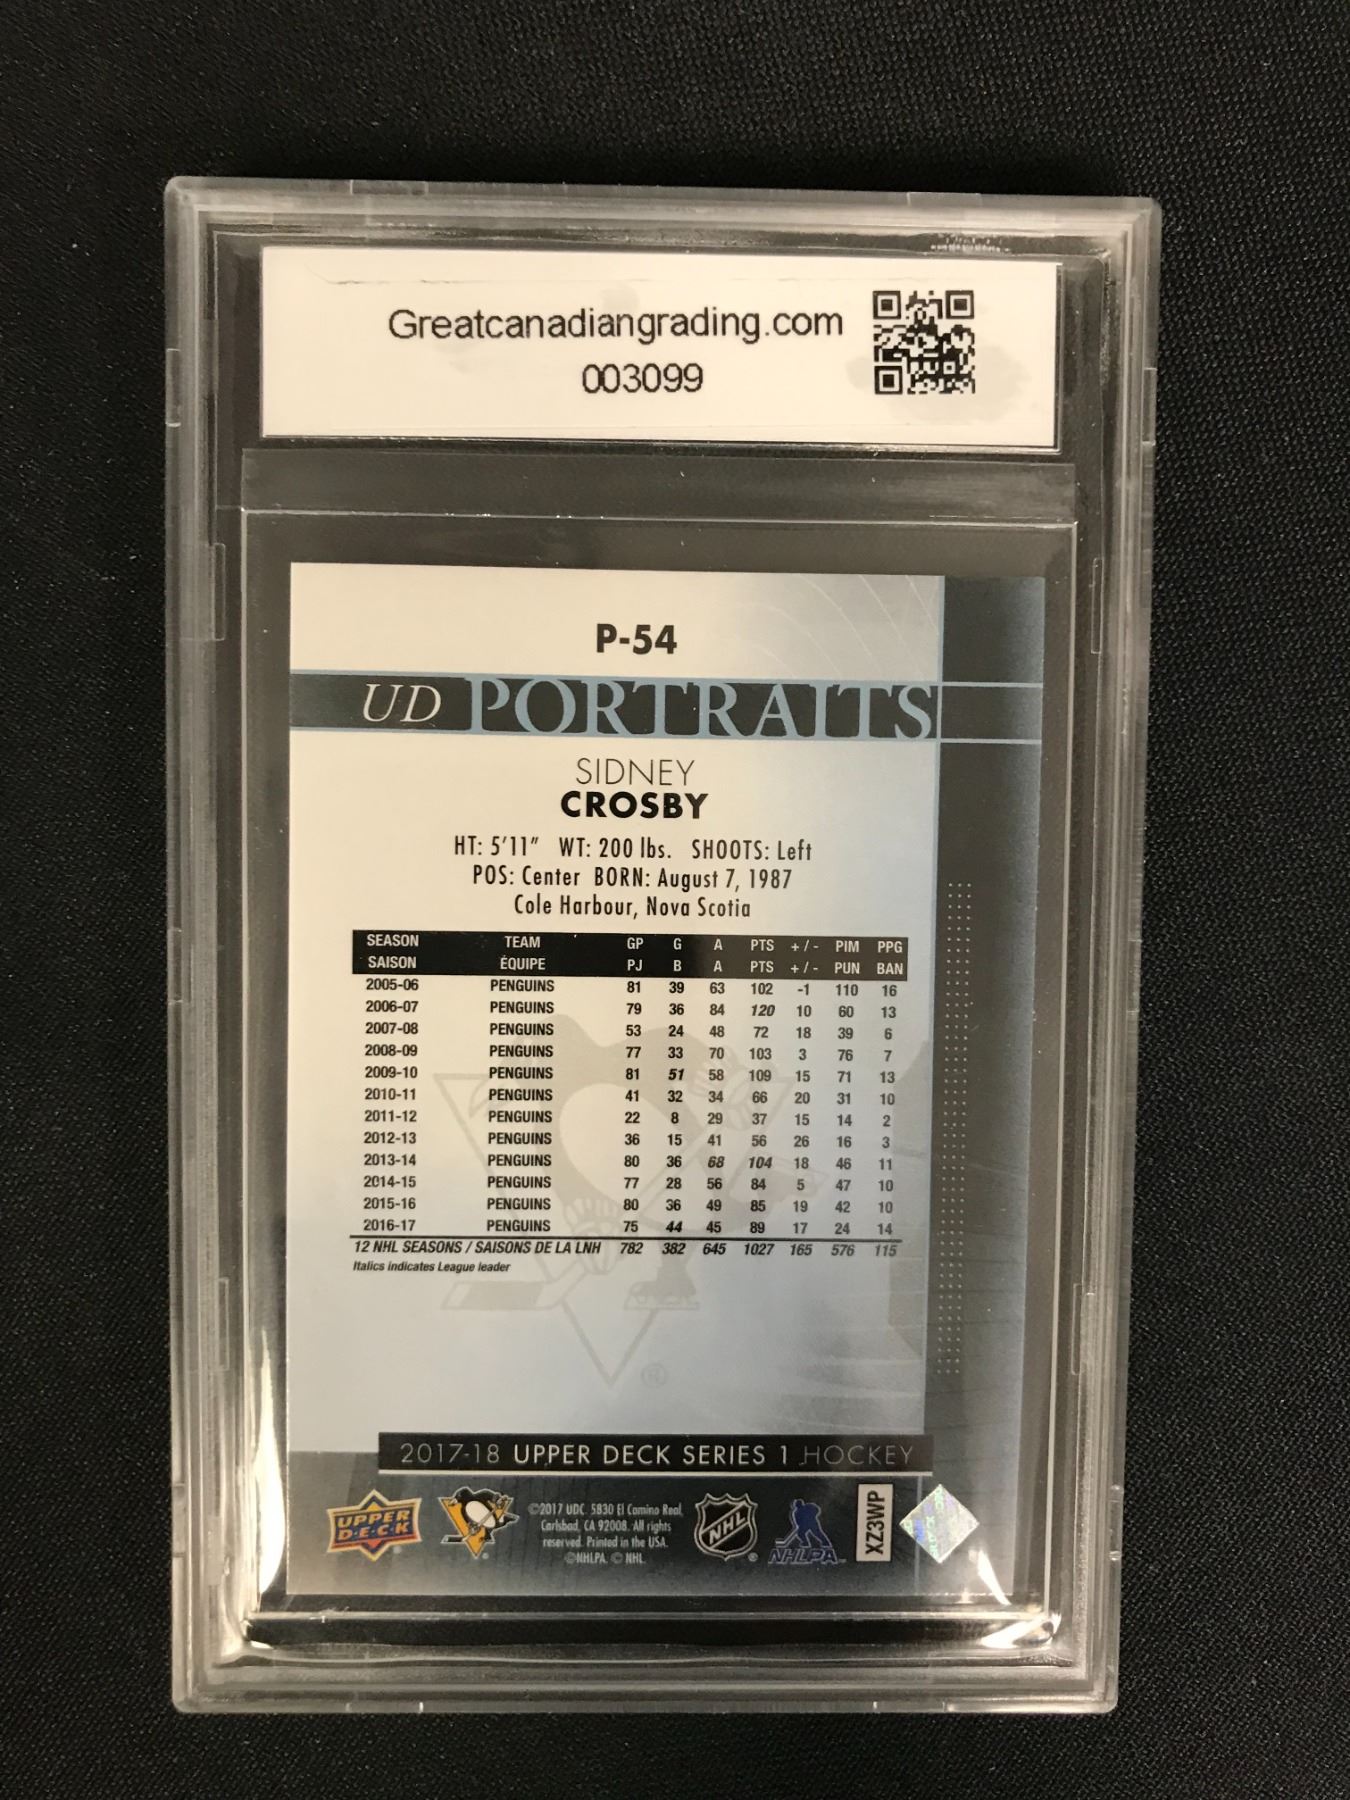 Greatcanadiangrading.com
003099
P-54
UD PORTRAITS
SIDNEY
CROSBY
HT: 5'11" WT: 200 lbs. SHOOTS: Left
POS: Center BORN: August 7, 1987
Cole Harbour, Nova Scotia
SEASON TEAM GP G A PTS +/- PIM PPG
SAISON ÉQUIPE PJ B A PTS +/- PUN BAN
2005-06 PENGUINS 81 39 63 102 -1 110 16
2006-07 PENGUINS 79 36 84 120 10 60 13
2007-08 PENGUINS 53 24 48 72 18 39 6
2008-09 PENGUINS 77 33 70 103 3 76 7
2009-10 PENGUINS 81 51 58 109 15 71 13
2010-11 PENGUINS 41 32 34 66 20 31 10
2011-12 PENGUINS 22 8 29 37 15 14 2
2012-13 PENGUINS 36 15 41 56 26 16 3
2013-14 PENGUINS 80 36 68 104 18 46 11
2014-15 PENGUINS 77 28 56 84 5 47 10
2015-16 PENGUINS 80 36 49 85 19 42 10
2016-17 PENGUINS 75 44 45 89 17 24 14
12 NHL SEASONS / SAISONS DE LA LNH 782 382 645 1027 165 576 115
Italics indicates League leader
®
2017-18 UPPER DECK SERIES 1 HOCKEY
UPPER
DECK
©2017 UDC. 5830 El Camino Real,
Carlsbad, CA 92008. All rights
reserved. Printed in the USA.
©NHLPA. © NHL
NHL
NHLPA
XZ3WP